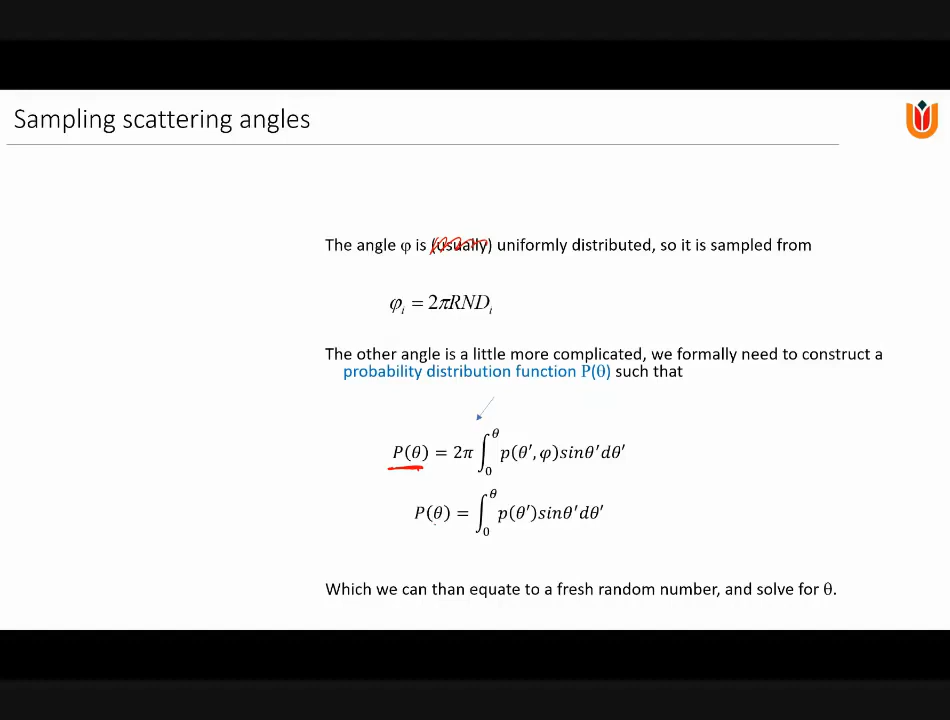 Sampling scattering angles
The angle φ is (usually) uniformly distributed, so it is sampled from
φᵢ = 2πRNDᵢ
The other angle is a little more complicated, we formally need to construct a
probability distribution function P(θ) such that
P(θ) = 2π ∫₀^θ p(θ′, φ)sinθ′dθ′
P(θ) = ∫₀^θ p(θ′)sinθ′dθ′
Which we can than equate to a fresh random number, and solve for θ.